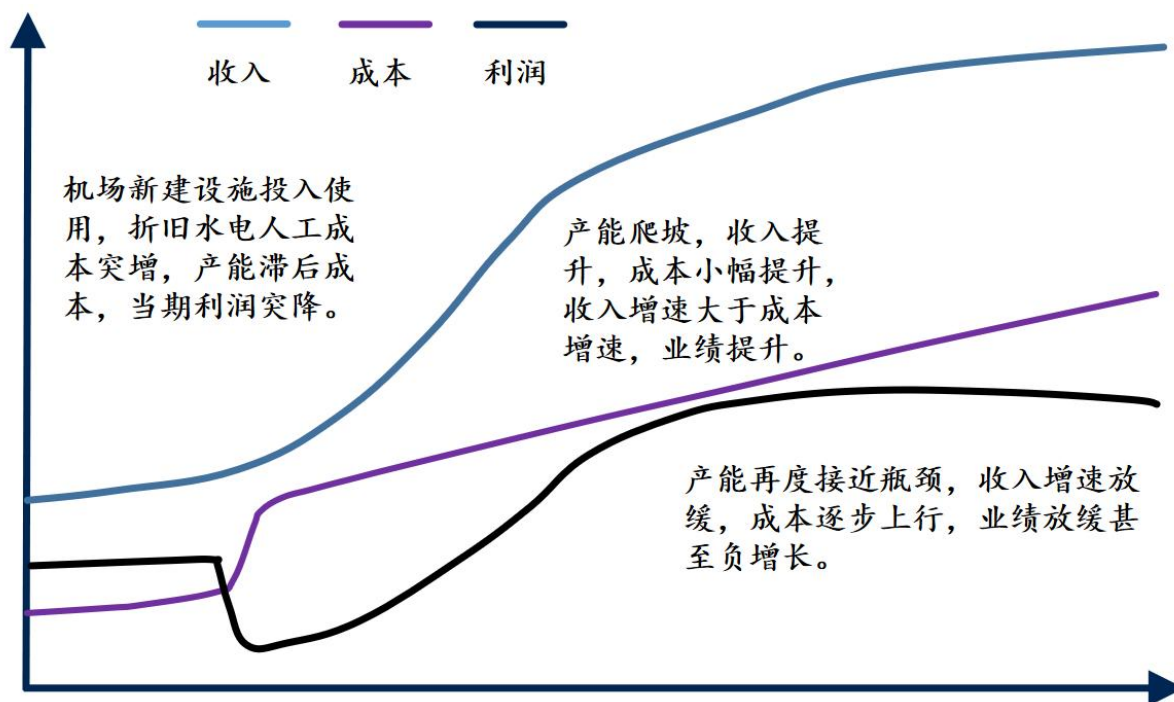 收入 成本 利润
机场新建设施投入使
用，折旧水电人工成
本突增，产能滞后成
本，当期利润突降。
产能爬坡，收入提
升，成本小幅提升，
收入增速大于成本
增速，业绩提升。
产能再度接近瓶颈，收入增速放
缓，成本逐步上行，业绩放缓甚
至负增长。